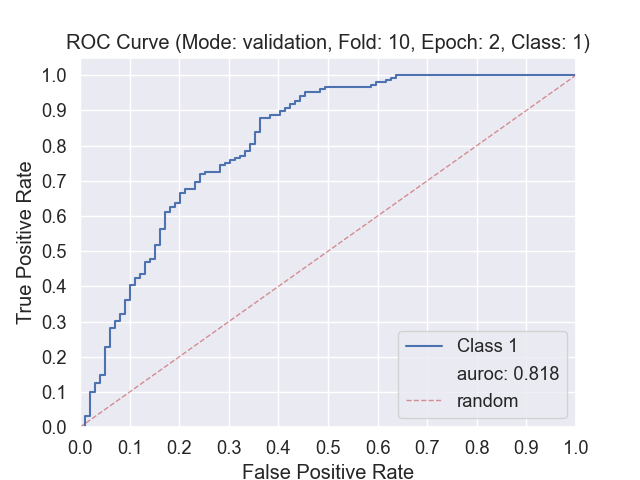 ROC Curve (Mode: validation, Fold: 10, Epoch: 2, Class: 1)
True Positive Rate
1.0
0.9
0.8
0.7
0.6
0.5
0.4
0.3
0.2
0.1
0.0
Class 1
auroc: 0.818
random
0.0 0.1 0.2 0.3 0.4 0.5 0.6 0.7 0.8 0.9 1.0
False Positive Rate